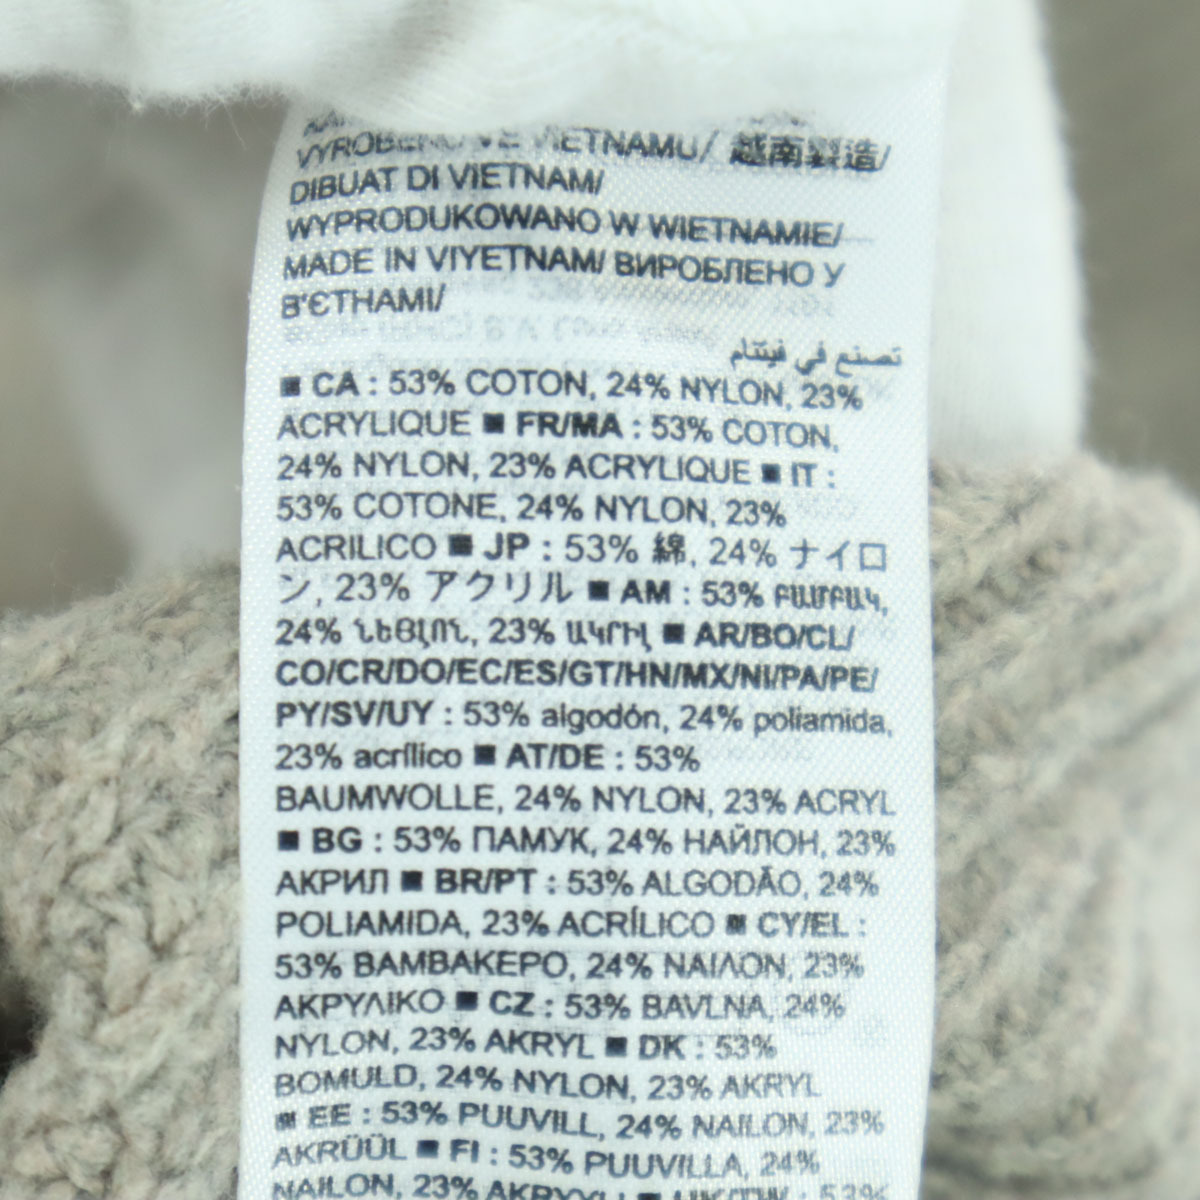 VYROBENO VE VIETNAMU/ 越南製造/
DIBUAT DI VIETNAM/
WYPRODUKOWANO W WIETNAMIE/
MADE IN VIYETNAM/ ВИРОБЛЕНО У
В'ЄТНАМІ/
تصنع في فيتنام
■ CA : 53% COTON, 24% NYLON, 23%
ACRYLIQUE ■ FR/MA : 53% COTON,
24% NYLON, 23% ACRYLIQUE ■ IT :
53% COTONE, 24% NYLON, 23%
ACRILICO ■ JP : 53% 綿, 24% ナイロ
ン, 23% アクリル ■ AM : 53% ԲԱՄԲԱԿ,
24% ՆԵՅԼՈՆ, 23% ԱԿՐԻԼ ■ AR/BO/CL/
CO/CR/DO/EC/ES/GT/HN/MX/NI/PA/PE/
PY/SV/UY : 53% algodón, 24% poliamida,
23% acrílico ■ AT/DE : 53%
BAUMWOLLE, 24% NYLON, 23% ACRYL
■ BG : 53% ПАМУК, 24% НАЙЛОН, 23%
АКРИЛ ■ BR/PT : 53% ALGODÃO, 24%
POLIAMIDA, 23% ACRÍLICO ■ CY/EL :
53% ΒΑΜΒΑΚΕΡΟ, 24% ΝΑΙΛΟΝ, 23%
ΑΚΡΥΛΙΚΟ ■ CZ : 53% BAVLNA, 24%
NYLON, 23% AKRYL ■ DK : 53%
BOMULD, 24% NYLON, 23% AKRYL
■ EE : 53% PUUVILL, 24% NAILON, 23%
AKRÜÜL ■ FI : 53% PUUVILLA, 24%
NAILON, 23% AKRYYLI ■ 53%